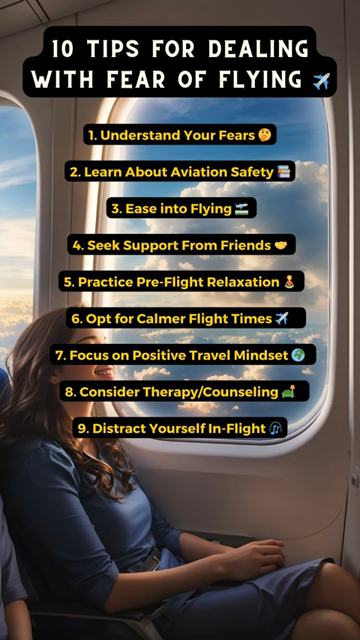 10 TIPS FOR DEALING
WITH FEAR OF FLYING ✈️
1. Understand Your Fears 🤔
2. Learn About Aviation Safety 📚
3. Ease into Flying 🛫
4. Seek Support From Friends 🤝
5. Practice Pre-Flight Relaxation 🧘
6. Opt for Calmer Flight Times ✈️
7. Focus on Positive Travel Mindset 🌍
8. Consider Therapy/Counseling 🛋️
9. Distract Yourself In-Flight 🎧